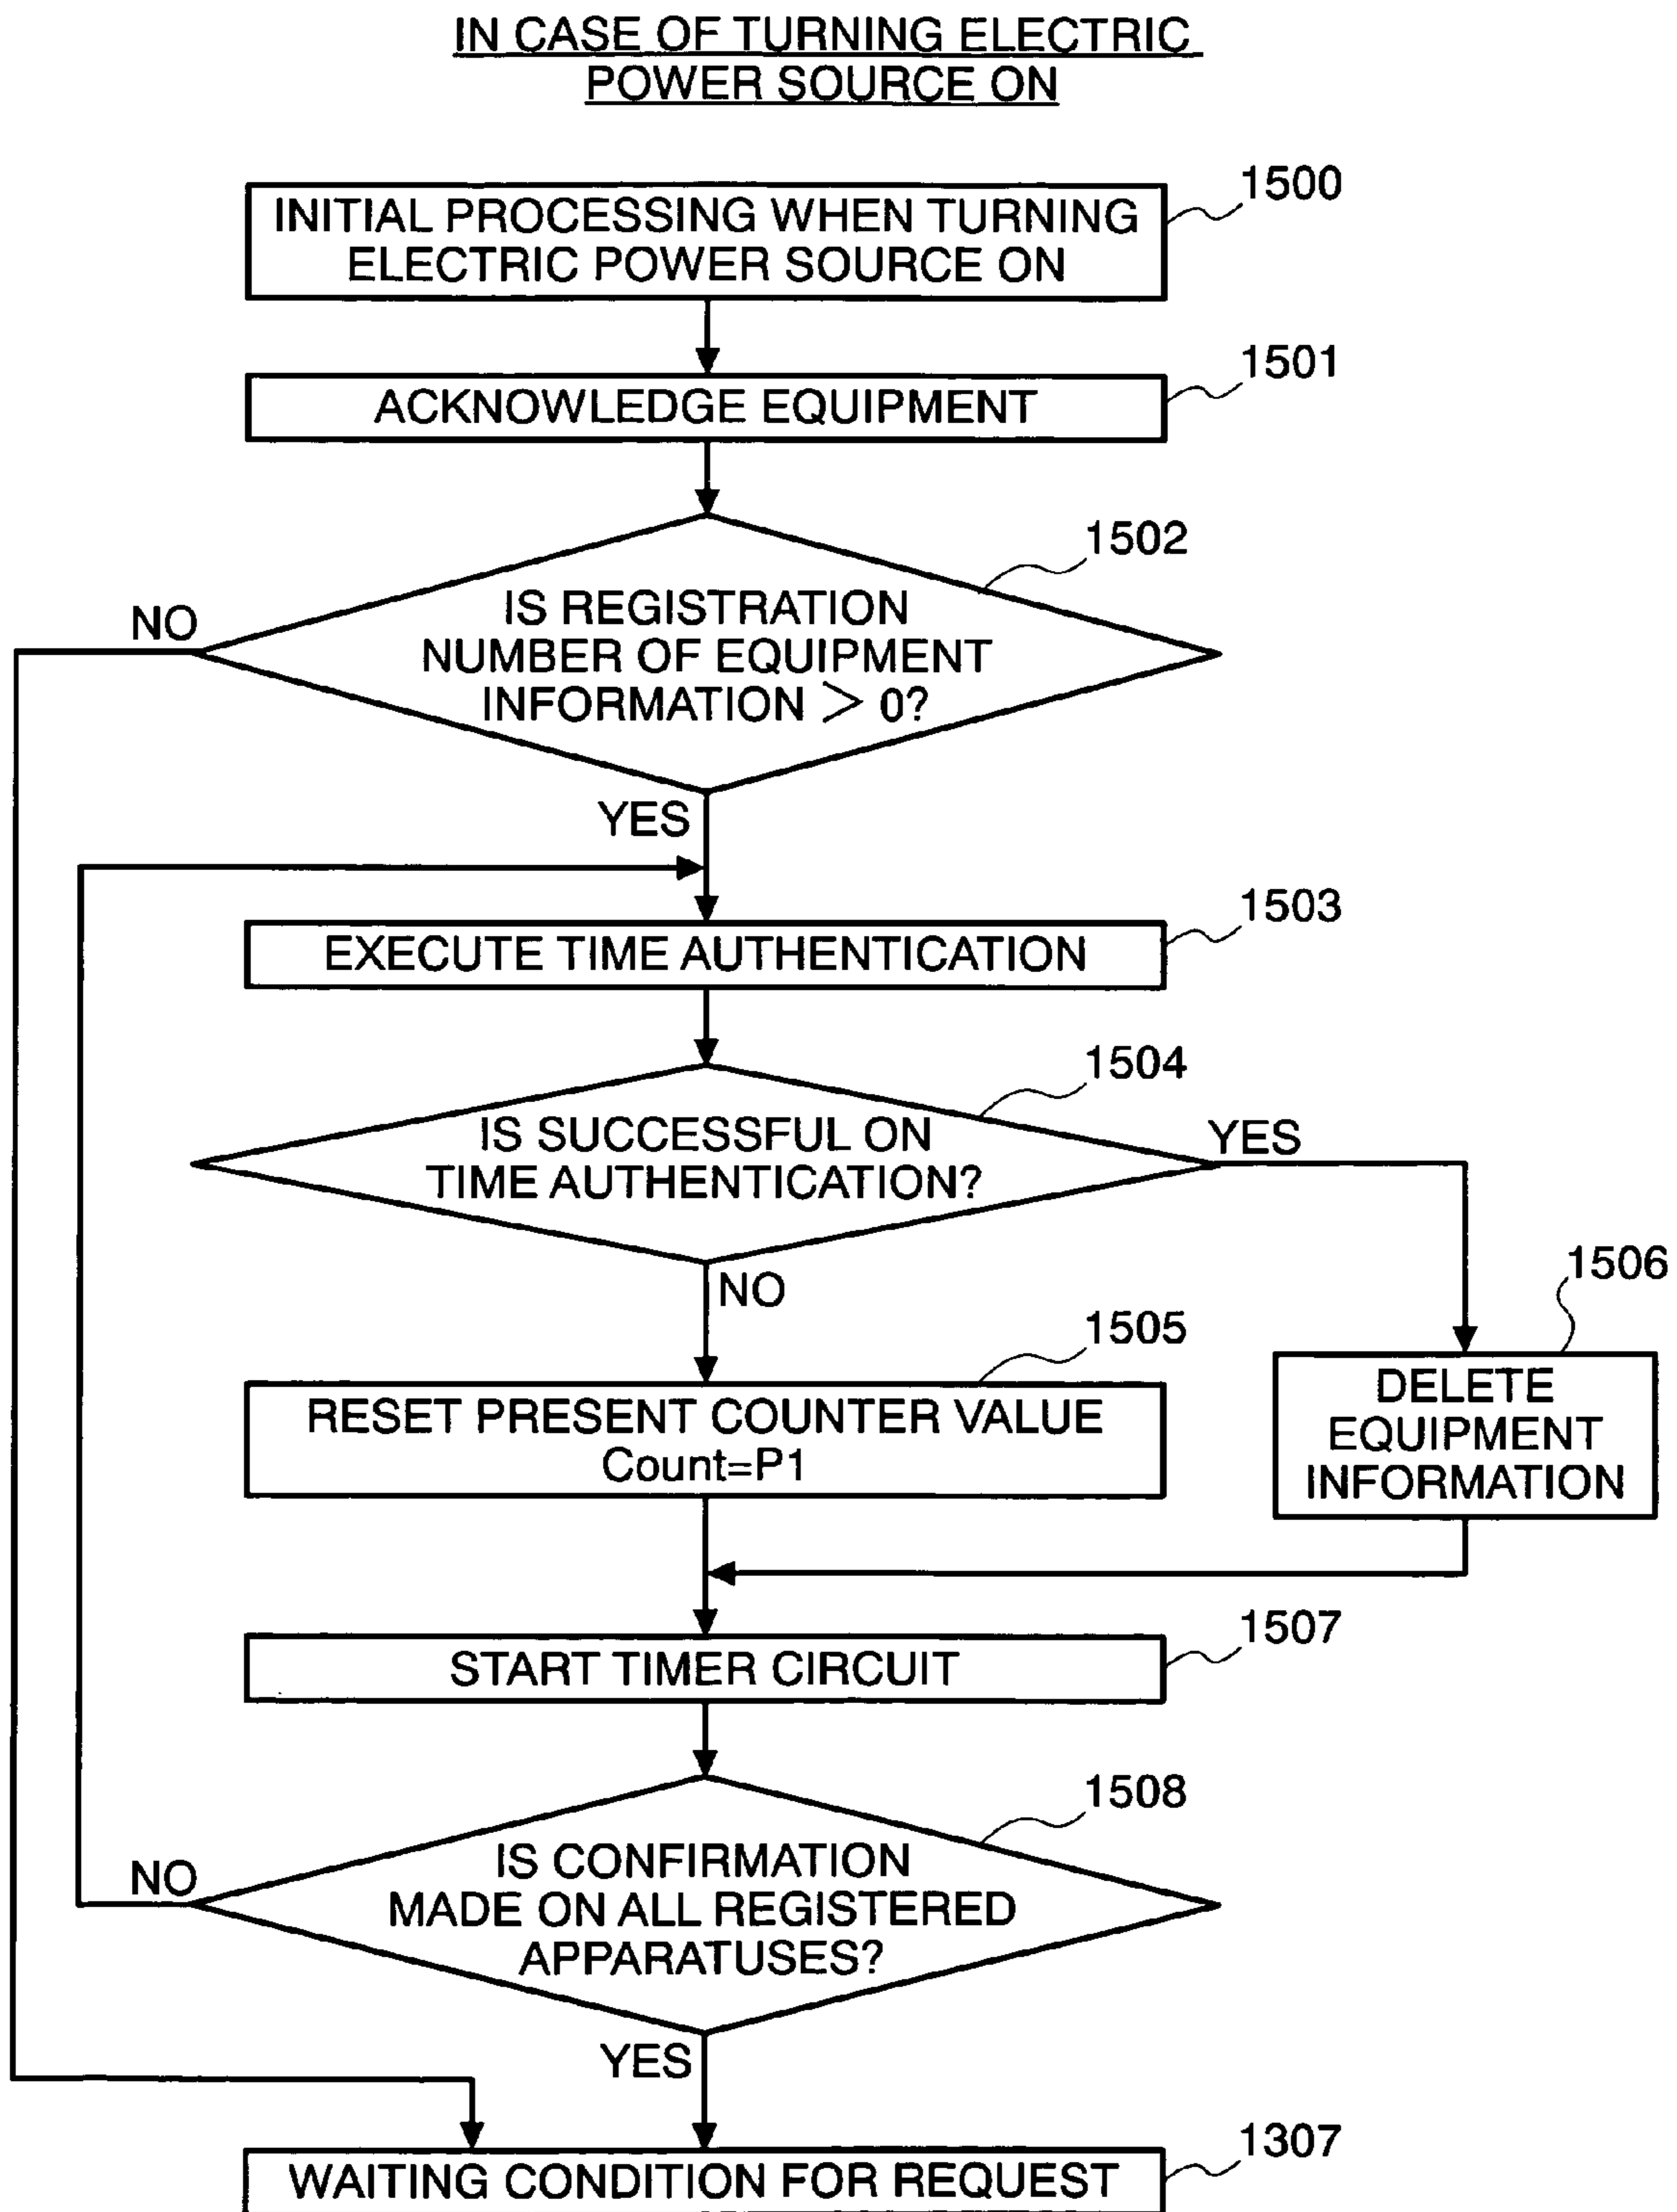 IN CASE OF TURNING ELECTRIC
POWER SOURCE ON
1500
INITIAL PROCESSING WHEN TURNING
ELECTRIC POWER SOURCE ON
1501
ACKNOWLEDGE EQUIPMENT
1502
NO
IS REGISTRATION
NUMBER OF EQUIPMENT
INFORMATION > 0?
YES
1503
EXECUTE TIME AUTHENTICATION
1504
IS SUCCESSFUL ON
TIME AUTHENTICATION?
YES
NO
1505
RESET PRESENT COUNTER VALUE
Count=P1
1506
DELETE
EQUIPMENT
INFORMATION
1507
START TIMER CIRCUIT
1508
NO
IS CONFIRMATION
MADE ON ALL REGISTERED
APPARATUSES?
YES
1307
WAITING CONDITION FOR REQUEST